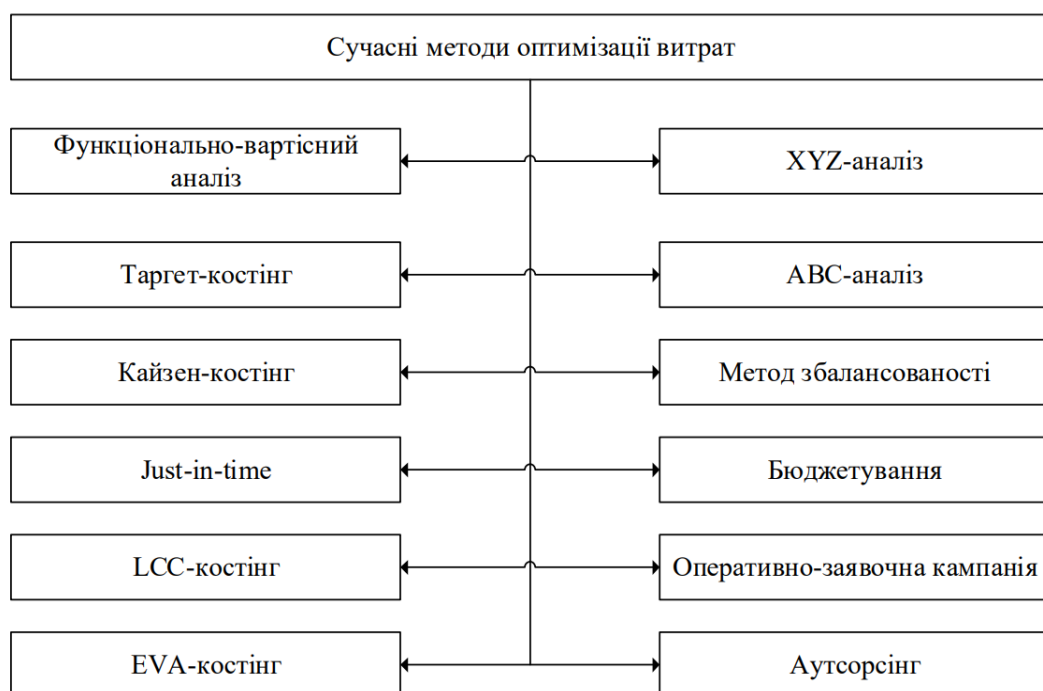 Сучасні методи оптимізації витрат
Функціонально-вартісний
аналіз
XYZ-аналіз
Таргет-костінг
ABC-аналіз
Кайзен-костінг
Метод збалансованості
Just-in-time
Бюджетування
LCC-костінг
Оперативно-заявочна кампанія
EVA-костінг
Аутсорсінг